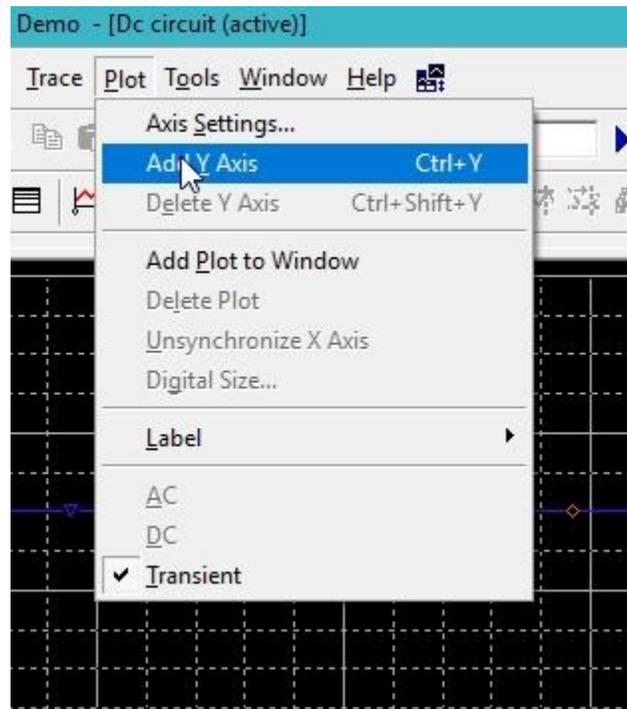 Demo - [Dc circuit (active)]
Trace Plot Tools Window Help
Axis Settings...
Add Y Axis Ctrl+Y
Delete Y Axis Ctrl+Shift+Y
Add Plot to Window
Delete Plot
Unsynchronize X Axis
Digital Size...
Label
AC
DC
Transient